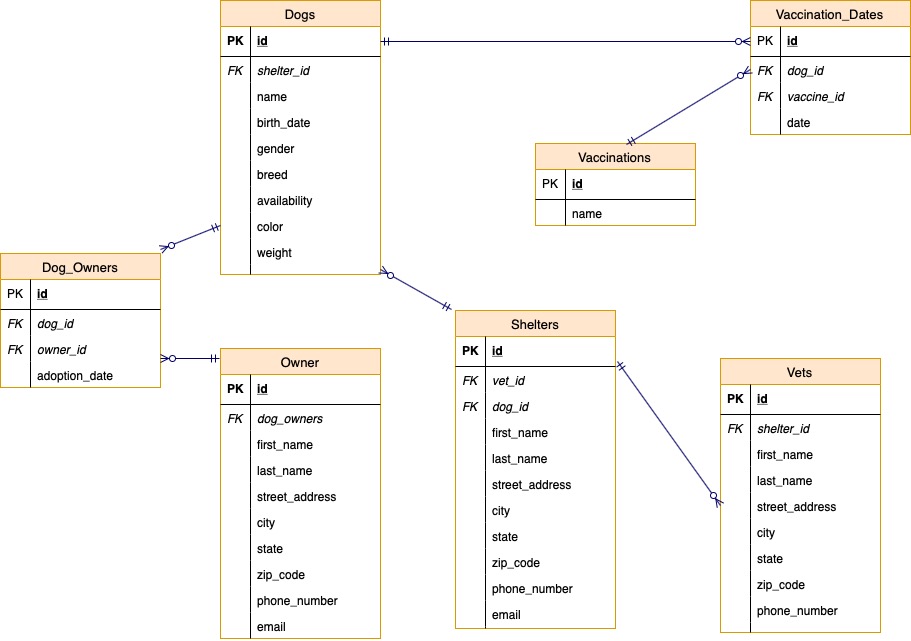 Dogs
PK id
FK shelter_id
name
birth_date
gender
breed
availability
color
weight
Vaccination_Dates
PK id
FK dog_id
FK vaccine_id
date
Vaccinations
PK id
name
Dog_Owners
PK id
FK dog_id
FK owner_id
adoption_date
Owner
PK id
FK dog_owners
first_name
last_name
street_address
city
state
zip_code
phone_number
email
Shelters
PK id
FK vet_id
FK dog_id
first_name
last_name
street_address
city
state
zip_code
phone_number
email
Vets
PK id
FK shelter_id
first_name
last_name
street_address
city
state
zip_code
phone_number